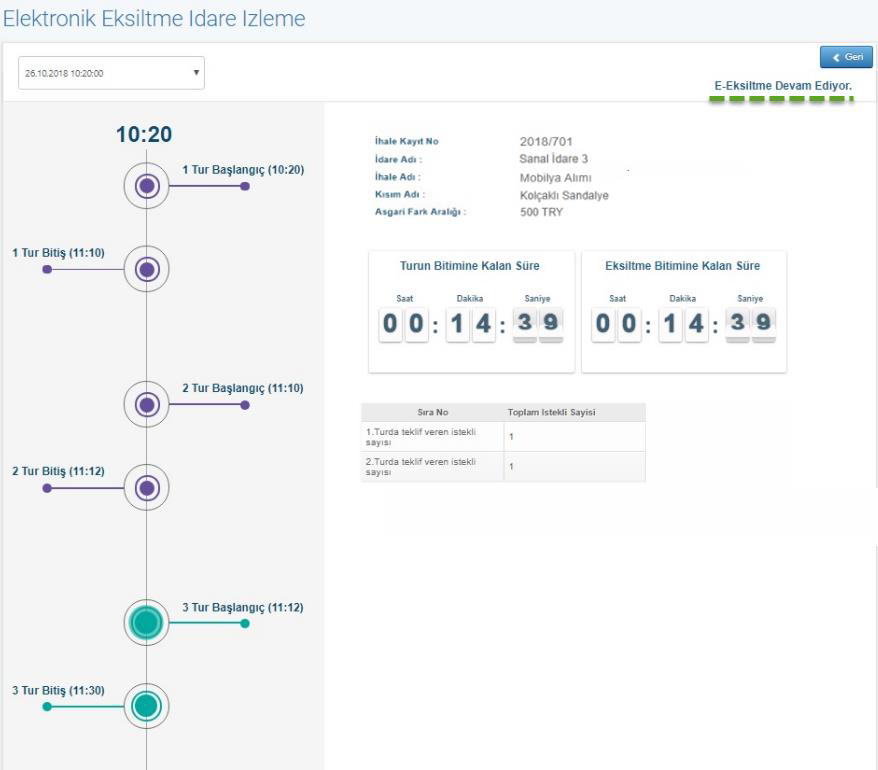 Elektronik Eksiltme Idare Izleme
Geri
26.10.2018 10:20:00
E-Eksiltme Devam Ediyor.
10:20
1 Tur Başlangıç (10:20)
1 Tur Bitiş (11:10)
2 Tur Başlangıç (11:10)
2 Tur Bitiş (11:12)
3 Tur Başlangıç (11:12)
3 Tur Bitiş (11:30)
İhale Kayıt No 2018/701
İdare Adı : Sanal İdare 3
İhale Adı : Mobilya Alımı
Kısım Adı : Kolçaklı Sandalye
Asgari Fark Aralığı : 500 TRY
Turun Bitimine Kalan Süre
Saat Dakika Saniye
00:14:39
Eksiltme Bitimine Kalan Süre
Saat Dakika Saniye
00:14:39
Sıra No Toplam Istekli Sayisi
1.Turda teklif veren istekli
sayısı 1
2.Turda teklif veren istekli
sayısı 1